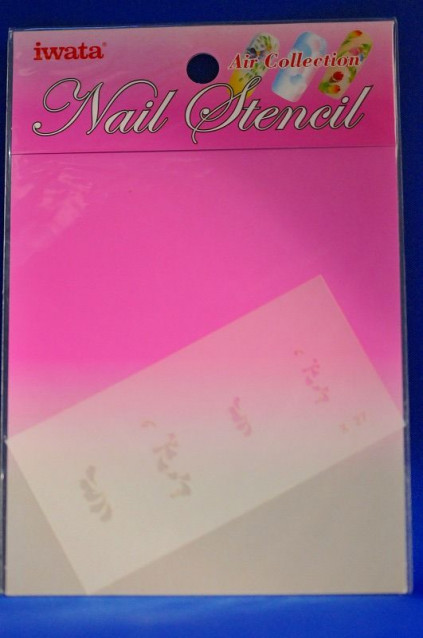 iwata
Air Collection
Nail Stencil